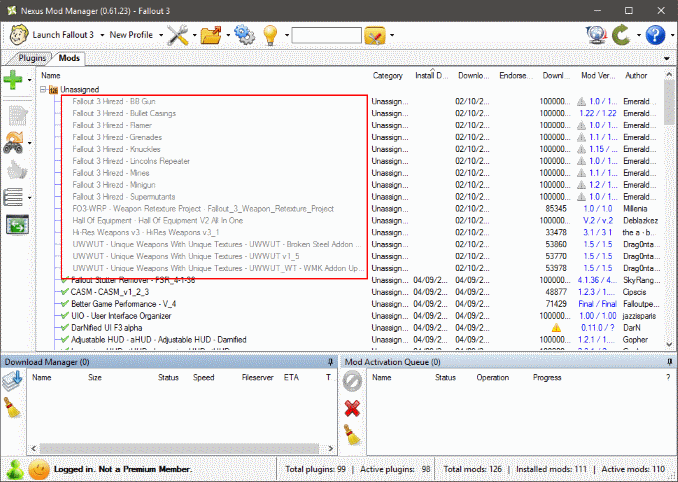 Nexus Mod Manager (0.61.23) - Fallout 3
Launch Fallout 3 New Profile
Plugins Mods
Name Category Install D... Downlo... Endorse... Downl... Mod Ver... Author
Unassigned
Fallout 3 Hirezd - BB Gun Unassign... 02/10/2... 100000... 1.0 / 1... Emerald...
Fallout 3 Hirezd - Bullet Casings Unassign... 02/10/2... 100000... 1.22 / 1.22 Emerald...
Fallout 3 Hirezd - Flamer Unassign... 02/10/2... 100000... 1.0 / 1... Emerald...
Fallout 3 Hirezd - Grenades Unassign... 02/10/2... 100000... 1.1 / 1... Emerald...
Fallout 3 Hirezd - Knuckles Unassign... 02/10/2... 100000... 1.15 / ... Emerald...
Fallout 3 Hirezd - Lincolns Repeater Unassign... 02/10/2... 100000... 1.0 / 1... Emerald...
Fallout 3 Hirezd - Mines Unassign... 02/10/2... 100000... 1.1 / 1... Emerald...
Fallout 3 Hirezd - Minigun Unassign... 02/10/2... 100000... 1.2 / 1... Emerald...
Fallout 3 Hirezd - Supermutants Unassign... 02/10/2... 100000... 1.0 / 1... Emerald...
FO3 WRP - Weapon Retexture Project - Fallout_3_Weapon_Retexture_Project Unassign... 02/10/2... 85345 1.0 / 1.0 Millenia
Hall Of Equipment - Hall Of Equipment V2 All In One Unassign... 02/10/2... 100000... V.2 / v.2 Deblackez
Hi-Res Weapons v3 - HiRes Weapons v3_1 Unassign... 02/10/2... 33478 3.1 / 3.1 the a - b...
UWWUT - Unique Weapons With Unique Textures - UWWUT - Broken Steel Addon ... Unassign... 02/10/2... 53860 1.5 / 1.5 Drag0nta...
UWWUT - Unique Weapons With Unique Textures - UWWUT v1_5 Unassign... 02/10/2... 53770 1.5 / 1.5 Drag0nta...
UWWUT - Unique Weapons With Unique Textures - UWWUT_WT - WMK Addon Up... Unassign... 02/10/2... 53978 1.5 / 1.5 Drag0nta...
Fallout Stutter Remover - FSR_4-1-36 Unassign... 04/09/2... 04/09/2... 100000... 4.1.36 / 4... SkyRang...
CASM - CASM_v1_2_3 Unassign... 04/09/2... 04/09/2... 48877 1.2.3 / 1... Cipscis
Better Game Performance - V_4 Unassign... 04/09/2... 04/09/2... 71429 Final / Final Falloutpe...
UIO - User Interface Organizer Unassign... 04/09/2... 04/09/2... 100000... 1.00 / 1.00 jazzisparis
DarNified UI F3 alpha Unassign... 04/09/2... 04/09/2... 0.11.0 / ? DarN
Adjustable HUD - aHUD - Adjustable HUD - Darnified Unassign... 04/09/2... 04/09/2... 100000... 1.2.1 / 1... Gopher
Download Manager (0) Mod Activation Queue (0)
Name Size Status Speed Fileserver ETA T Name Status Operation Progress ?
Logged in. Not a Premium Member. Total plugins: 99 | Active plugins: 98 Total mods: 126 | Installed mods: 111 | Active mods: 110